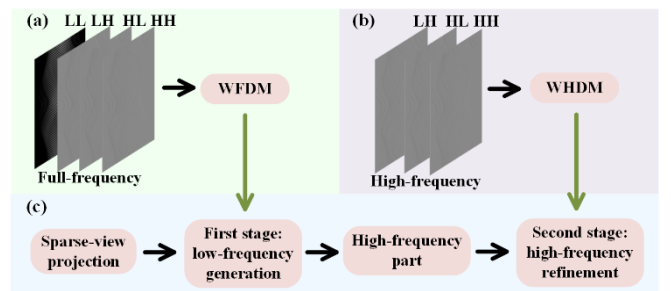 (a)
LL LH HL HH
WFDM
Full-frequency
(b)
LH HL HH
WHDM
High-frequency
(c)
Sparse-view
projection
First stage:
low-frequency
generation
High-frequency
part
Second stage:
high-frequency
refinement